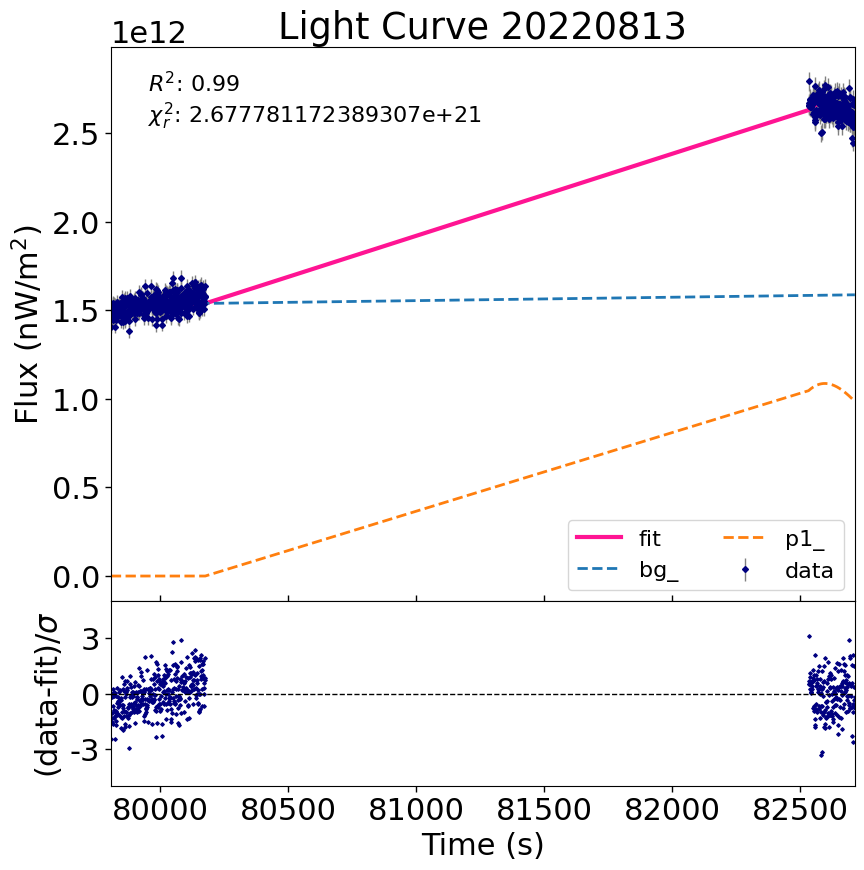 Light Curve 20220813
1e12
R²: 0.99
χ²ᵣ: 2.677781172389307e+21
Flux (nW/m²)
2.5
2.0
1.5
1.0
0.5
0.0
fit
bg_
p1_
data
(data-fit)/σ
3
0
-3
80000 80500 81000 81500 82000 82500
Time (s)